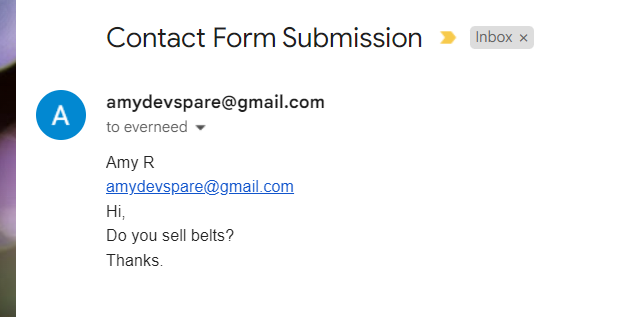 Contact Form Submission
Inbox ×
A
amydevspare@gmail.com
to everneed
Amy R
amydevspare@gmail.com
Hi,
Do you sell belts?
Thanks.